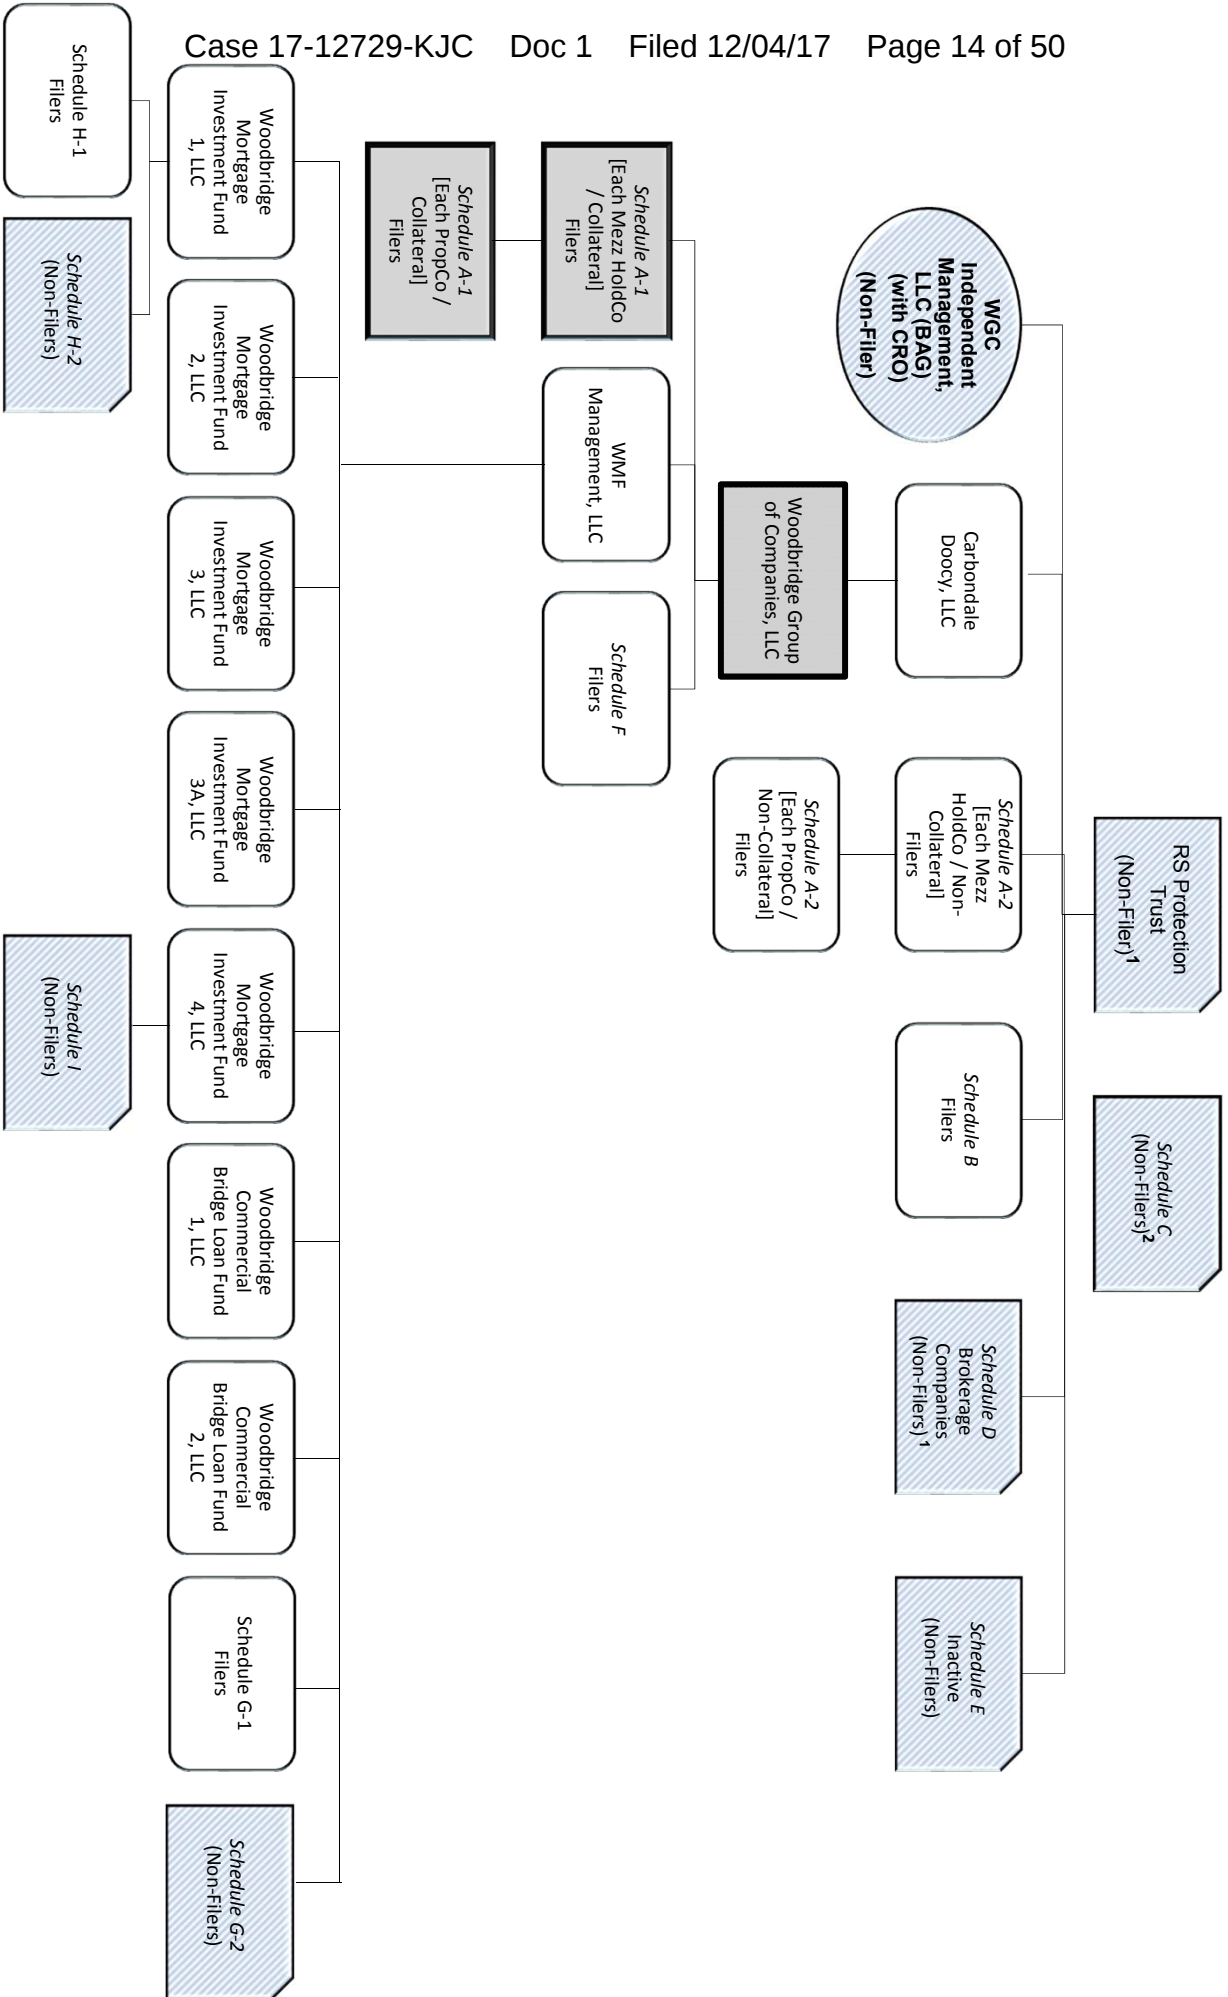 Case 17-12729-KJC Doc 1 Filed 12/04/17 Page 14 of 50
RS Protection
Trust
(Non-Filer)1
Schedule C
(Non-Filers)2
WGC
Independent
Management,
LLC (BAG)
(with CRO)
(Non-Filer)
Carbondale
Doocy, LLC
Schedule A-2
[Each Mezz
HoldCo / Non-
Collateral]
Filers
Schedule B
Filers
Schedule D
Brokerage
Companies
(Non-Filers)1
Schedule E
Inactive
(Non-Filers)
Woodbridge Group
of Companies, LLC
Schedule A-2
[Each PropCo /
Non-Collateral]
Filers
Schedule A-1
[Each Mezz HoldCo
/ Collateral]
Filers
WMF
Management, LLC
Schedule F
Filers
Schedule A-1
[Each PropCo /
Collateral]
Filers
Woodbridge
Mortgage
Investment Fund
1, LLC
Woodbridge
Mortgage
Investment Fund
2, LLC
Woodbridge
Mortgage
Investment Fund
3, LLC
Woodbridge
Mortgage
Investment Fund
3A, LLC
Woodbridge
Mortgage
Investment Fund
4, LLC
Woodbridge
Commercial
Bridge Loan Fund
1, LLC
Woodbridge
Commercial
Bridge Loan Fund
2, LLC
Schedule G-1
Filers
Schedule G-2
(Non-Filers)
Schedule H-1
Filers
Schedule H-2
(Non-Filers)
Schedule I
(Non-Filers)